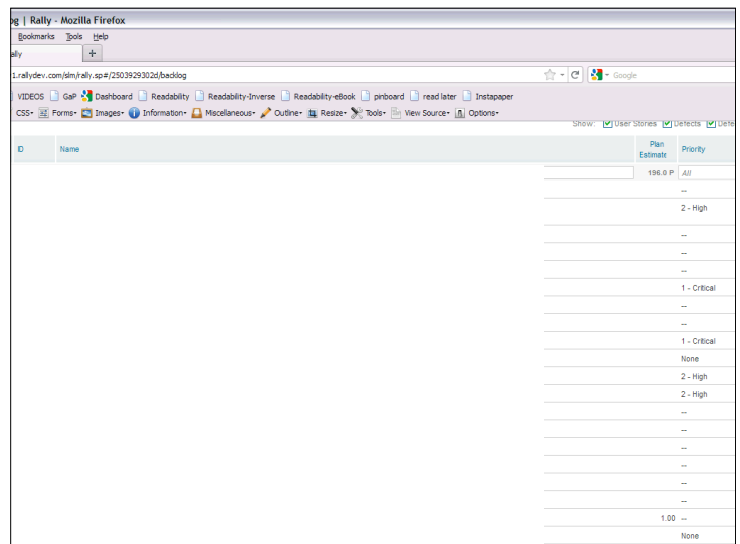 og | Rally - Mozilla Firefox
Bookmarks Tools Help
ally +
1.rallydev.com/slm/rally.sp#/2503929302d/backlog Google
VIDEOS GaP Dashboard Readability Readability-Inverse Readability-eBook pinboard read later Instapaper
CSS Forms Images Information Miscellaneous Outline Resize Tools View Source Options
Show: User Stories Defects Defe
ID Name Plan Estimate Priority
196.0 P All
--
2 - High
--
--
--
1 - Critical
--
--
1 - Critical
None
2 - High
2 - High
--
--
--
--
--
--
1.00 --
None